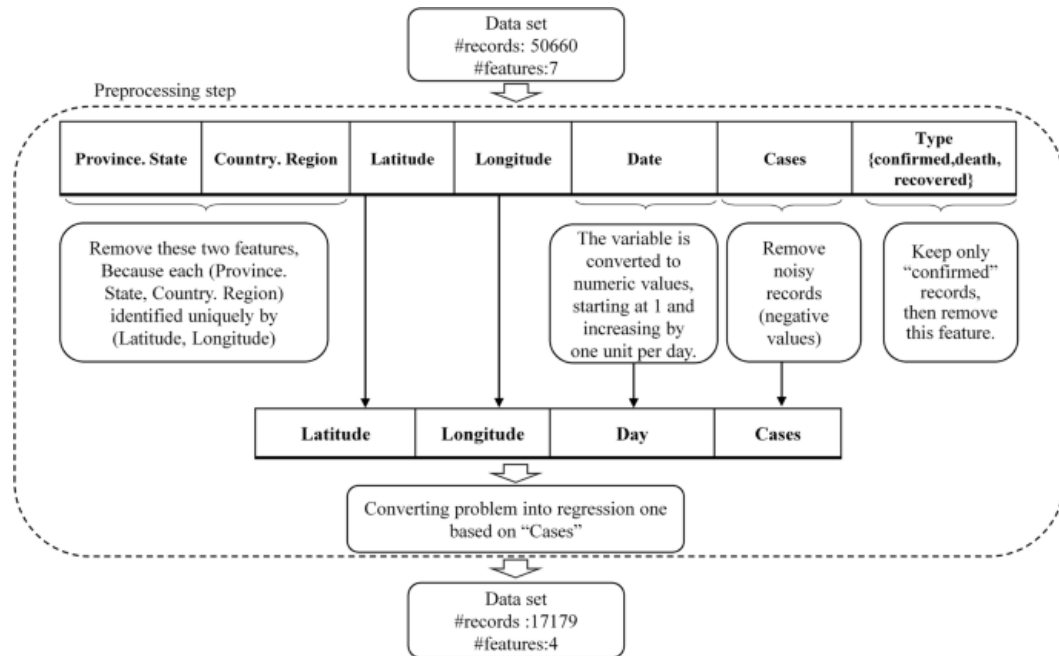 Data set
#records: 50660
#features:7
Preprocessing step
Province. State
Country. Region
Latitude
Longitude
Date
Cases
Type
{confirmed,death,
recovered}
Remove these two features,
Because each (Province.
State, Country. Region)
identified uniquely by
(Latitude, Longitude)
The variable is
converted to
numeric values,
starting at 1 and
increasing by
one unit per day.
Remove
noisy
records
(negative
values)
Keep only
“confirmed”
records,
then remove
this feature.
Latitude
Longitude
Day
Cases
Converting problem into regression one
based on “Cases”
Data set
#records :17179
#features:4